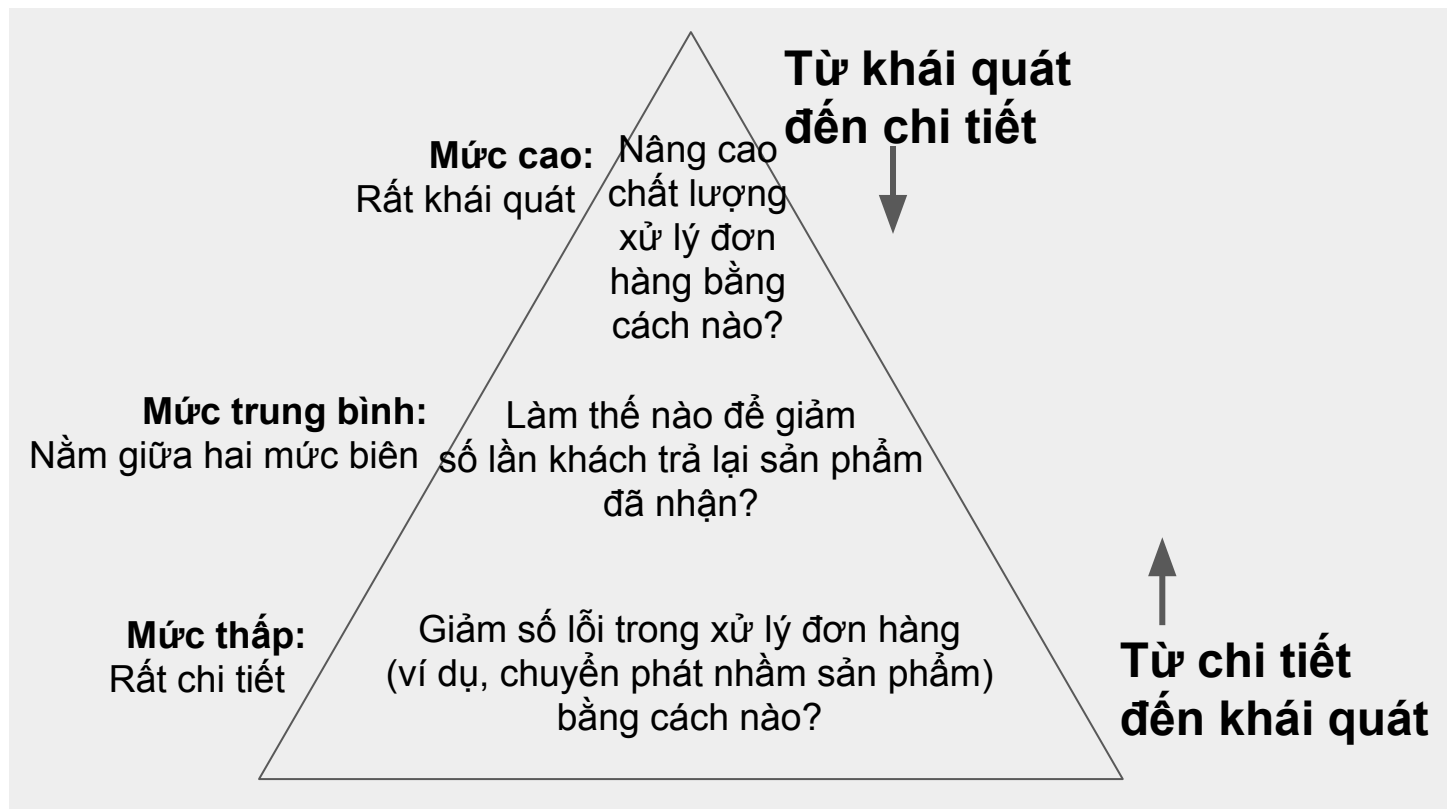 Từ khái quát
đến chi tiết
Mức cao:
Rất khái quát
Nâng cao
chất lượng
xử lý đơn
hàng bằng
cách nào?
Mức trung bình:
Nằm giữa hai mức biên
Làm thế nào để giảm
số lần khách trả lại sản phẩm
đã nhận?
Mức thấp:
Rất chi tiết
Giảm số lỗi trong xử lý đơn hàng
(ví dụ, chuyển phát nhầm sản phẩm)
bằng cách nào?
Từ chi tiết
đến khái quát